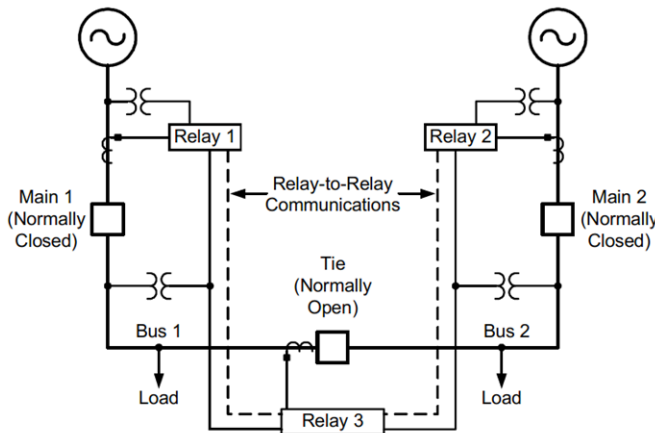 Relay 1
Relay 2
Relay-to-Relay
Communications
Main 1
(Normally
Closed)
Main 2
(Normally
Closed)
Tie
(Normally
Open)
Bus 1
Bus 2
Load
Load
Relay 3